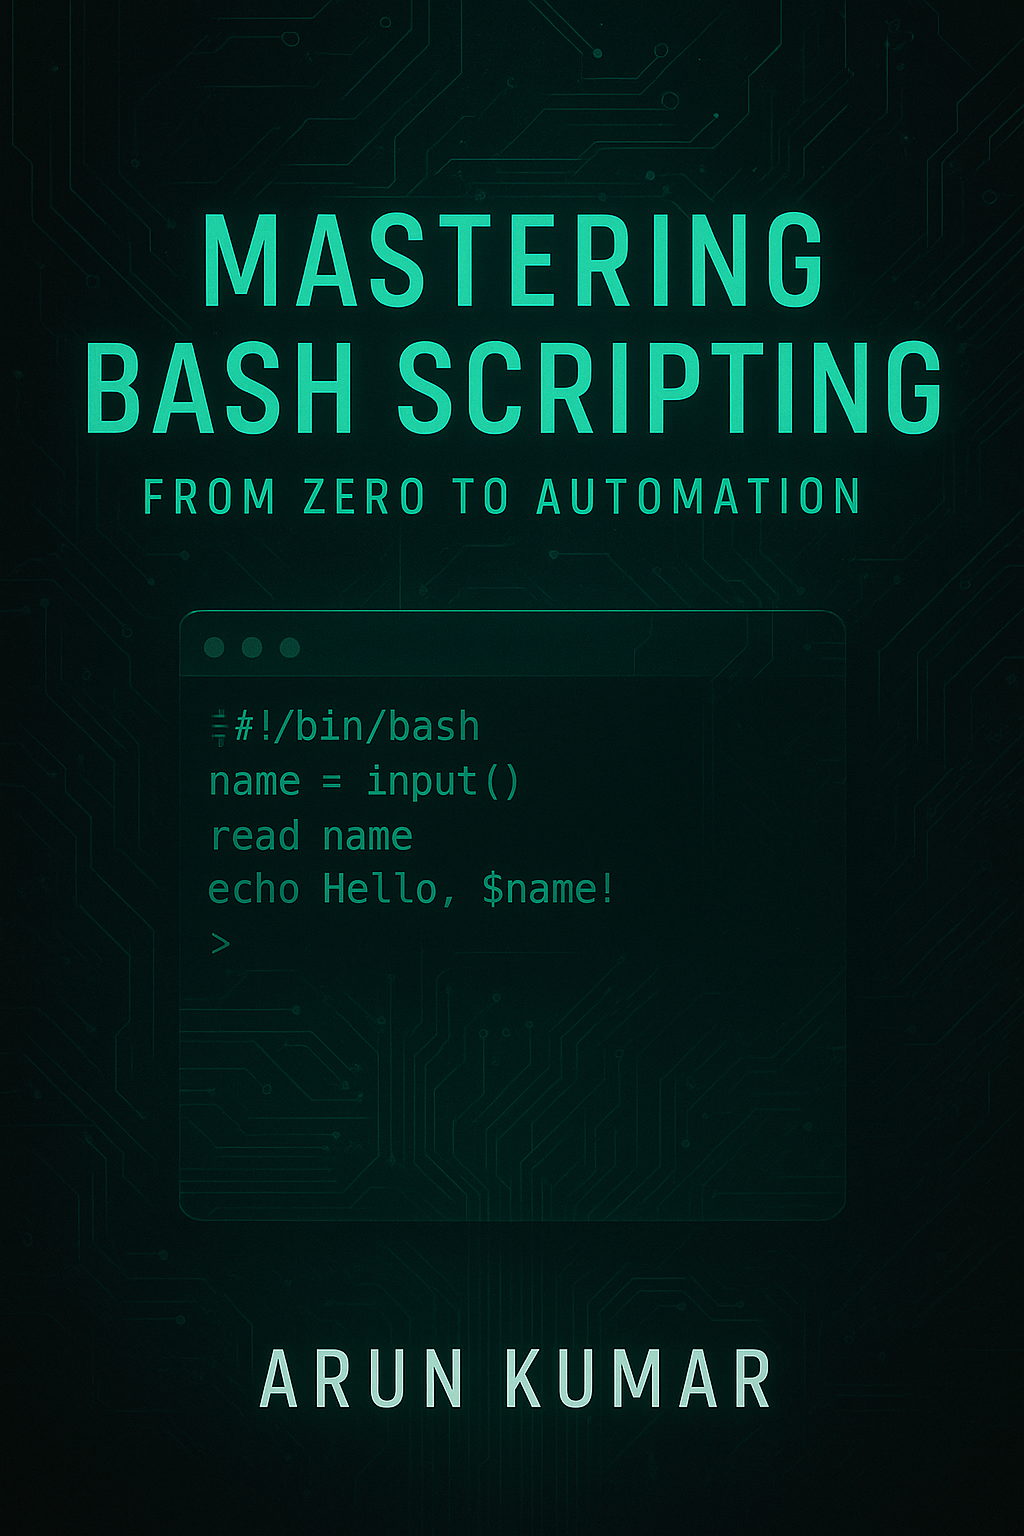 MASTERING
BASH SCRIPTING
FROM ZERO TO AUTOMATION
#!/bin/bash
name = input()
read name
echo Hello, $name!
>
ARUN KUMAR